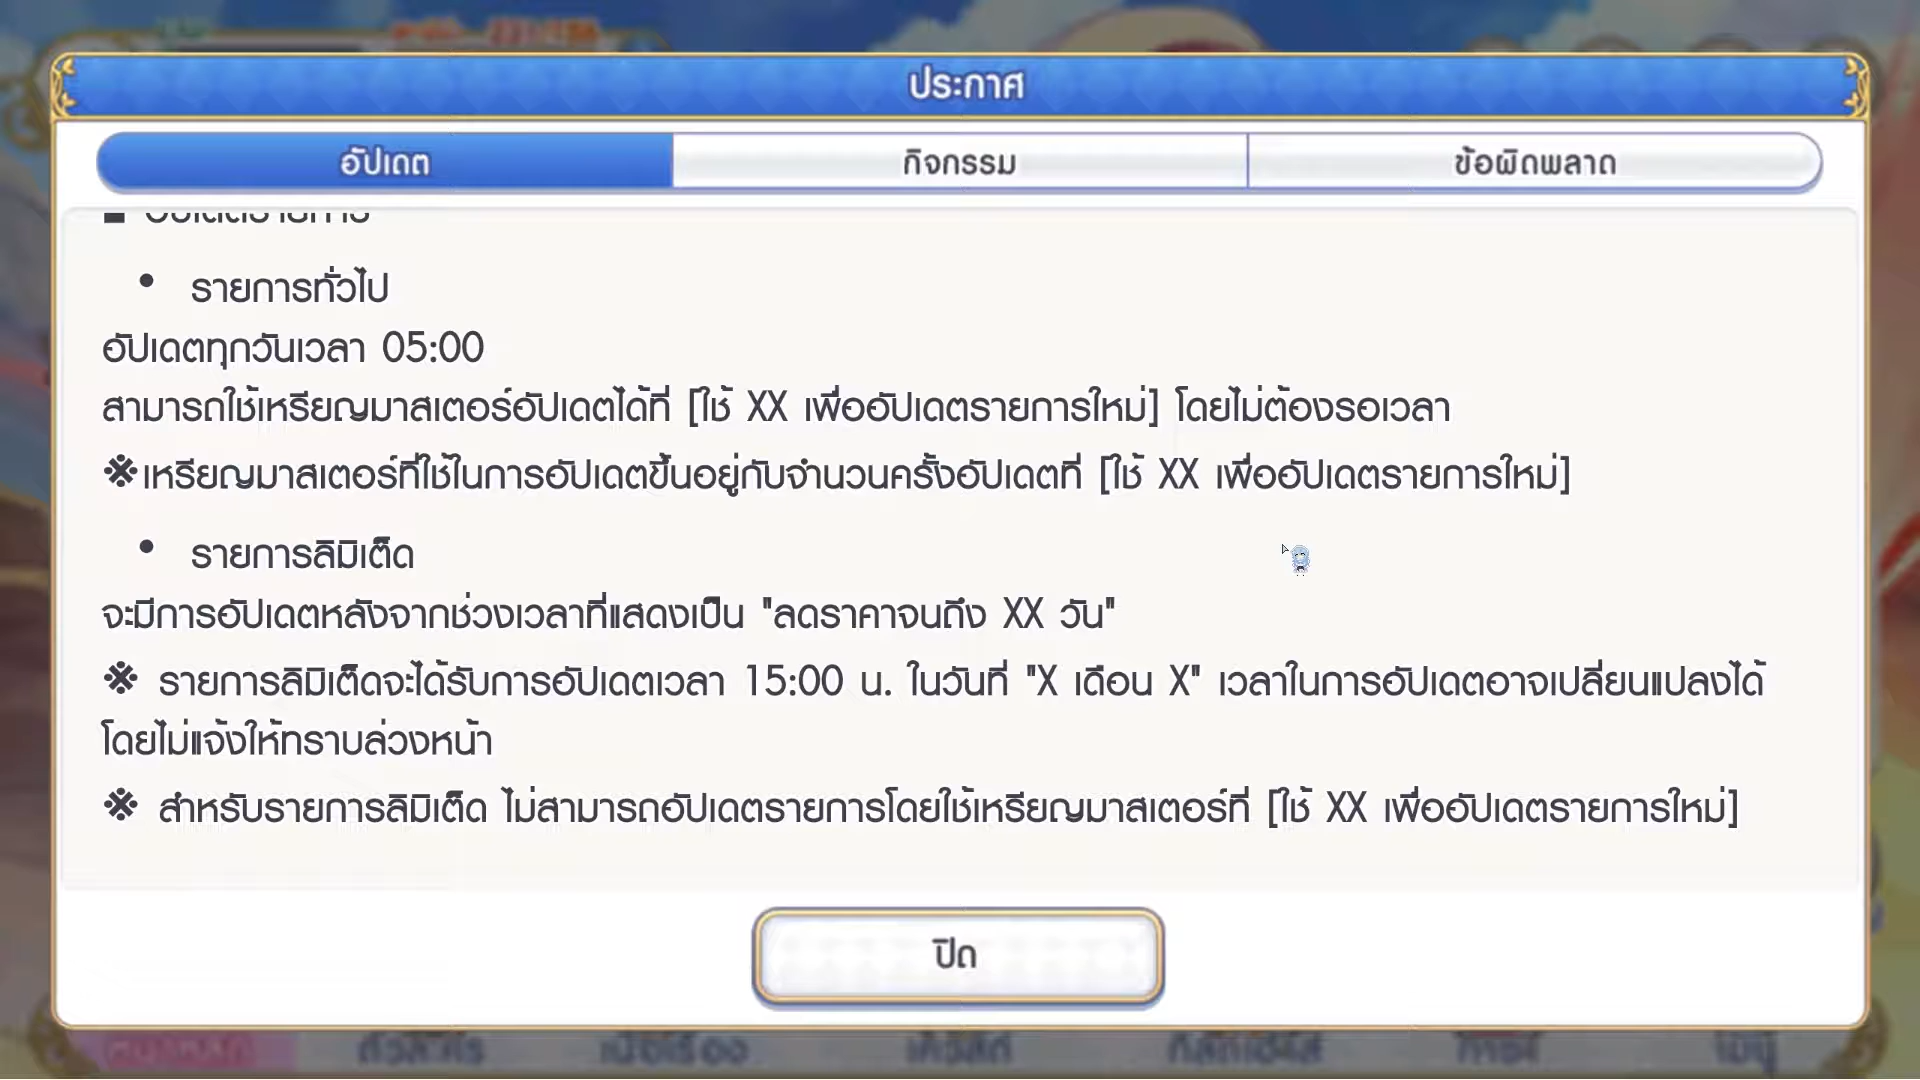 ประกาศ
อัปเดต
กิจกรรม
ข้อผิดพลาด
■ อัปเดตรายการ
• รายการทั่วไป
อัปเดตทุกวันเวลา 05:00
สามารถใช้เหรียญมาสเตอร์อัปเดตได้ที่ [ใช้ XX เพื่ออัปเดตรายการใหม่] โดยไม่ต้องรอเวลา
※เหรียญมาสเตอร์ที่ใช้ในการอัปเดตขึ้นอยู่กับจำนวนครั้งอัปเดตที่ [ใช้ XX เพื่ออัปเดตรายการใหม่]
• รายการลิมิเต็ด
จะมีการอัปเดตหลังจากช่วงเวลาที่แสดงเป็น "ลดราคาจนถึง XX วัน"
※ รายการลิมิเต็ดจะได้รับการอัปเดตเวลา 15:00 น. ในวันที่ "X เดือน X" เวลาในการอัปเดตอาจเปลี่ยนแปลงได้
โดยไม่แจ้งให้ทราบล่วงหน้า
※ สำหรับรายการลิมิเต็ด ไม่สามารถอัปเดตรายการโดยใช้เหรียญมาสเตอร์ที่ [ใช้ XX เพื่ออัปเดตรายการใหม่]
ปิด